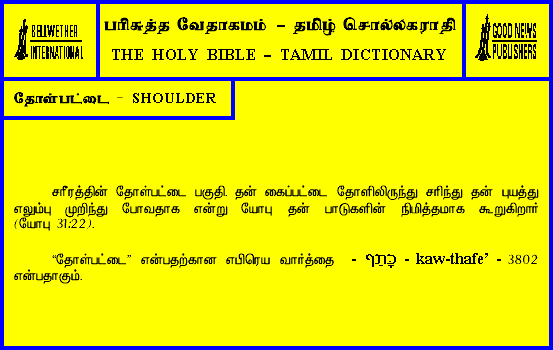 BELLWETHER
INTERNATIONAL
பரிசுத்த வேதாகமம் – தமிழ் சொல்லகராதி
THE HOLY BIBLE – TAMIL DICTIONARY
GOOD NEWS
PUBLISHERS
தோள்பட்டை – SHOULDER
சரீரத்தின் தோள்பட்டை பகுதி. தன் கைப்பட்டை தோளிலிருந்து சரிந்து தன் புயத்து
எலும்பு முறிந்து போவதாக என்று யோபு தன் பாடுகளின் நிமித்தமாக கூறுகிறார்
(யோபு 31:22).
“தோள்பட்டை” என்பதற்கான எபிரெய வார்த்தை - כָּתֵף - kaw-thafe’ - 3802
என்பதாகும்.